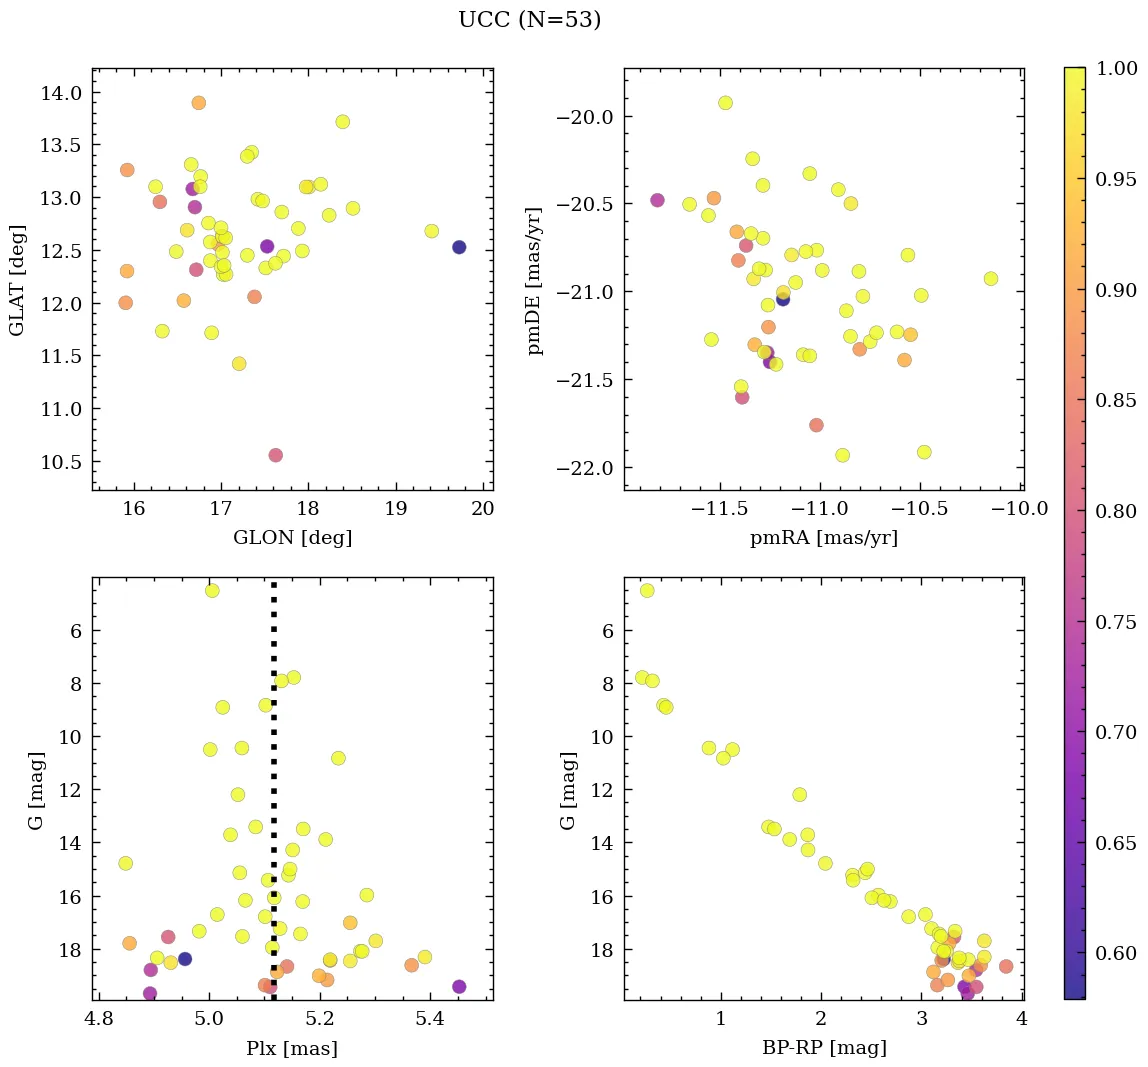 UCC (N=53)
14.0
13.5
13.0
12.5
12.0
11.5
11.0
10.5
GLAT [deg]
16 17 18 19 20
GLON [deg]
−20.0
−20.5
−21.0
−21.5
−22.0
pmDE [mas/yr]
−11.5 −11.0 −10.5 −10.0
pmRA [mas/yr]
6
8
10
12
14
16
18
G [mag]
4.8 5.0 5.2 5.4
Plx [mas]
6
8
10
12
14
16
18
G [mag]
1 2 3 4
BP-RP [mag]
1.00
0.95
0.90
0.85
0.80
0.75
0.70
0.65
0.60